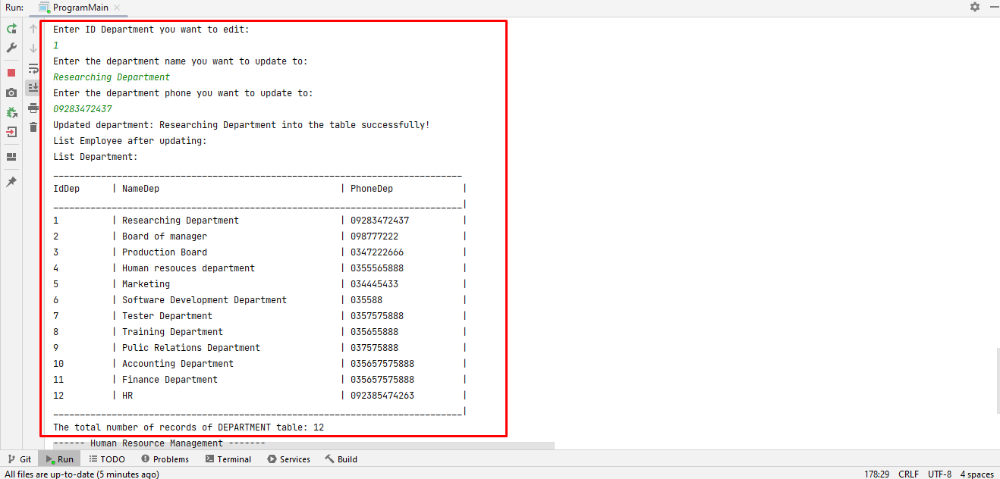 Run: ProgramMain
Enter ID Department you want to edit:
1
Enter the department name you want to update to:
Researching Department
Enter the department phone you want to update to:
09283472437
Updated department: Researching Department into the table successfully!
List Employee after updating:
List Department:
_____________________________________________________________________________
IdDep | NameDep | PhoneDep |
_____________________________________________________________________________|
1 | Researching Department | 09283472437 |
2 | Board of manager | 098777222 |
3 | Production Board | 0347222666 |
4 | Human resouces department | 0355565888 |
5 | Marketing | 034445433 |
6 | Software Development Department | 035588 |
7 | Tester Department | 0357575888 |
8 | Training Department | 035655888 |
9 | Pulic Relations Department | 037575888 |
10 | Accounting Department | 035657575888 |
11 | Finance Department | 035657575888 |
12 | HR | 092385474263 |
_____________________________________________________________________________|
The total number of records of DEPARTMENT table: 12
------ Human Resource Management -------
Git Run TODO Problems Terminal Services Build
All files are up-to-date (5 minutes ago) 178:29 CRLF UTF-8 4 spaces